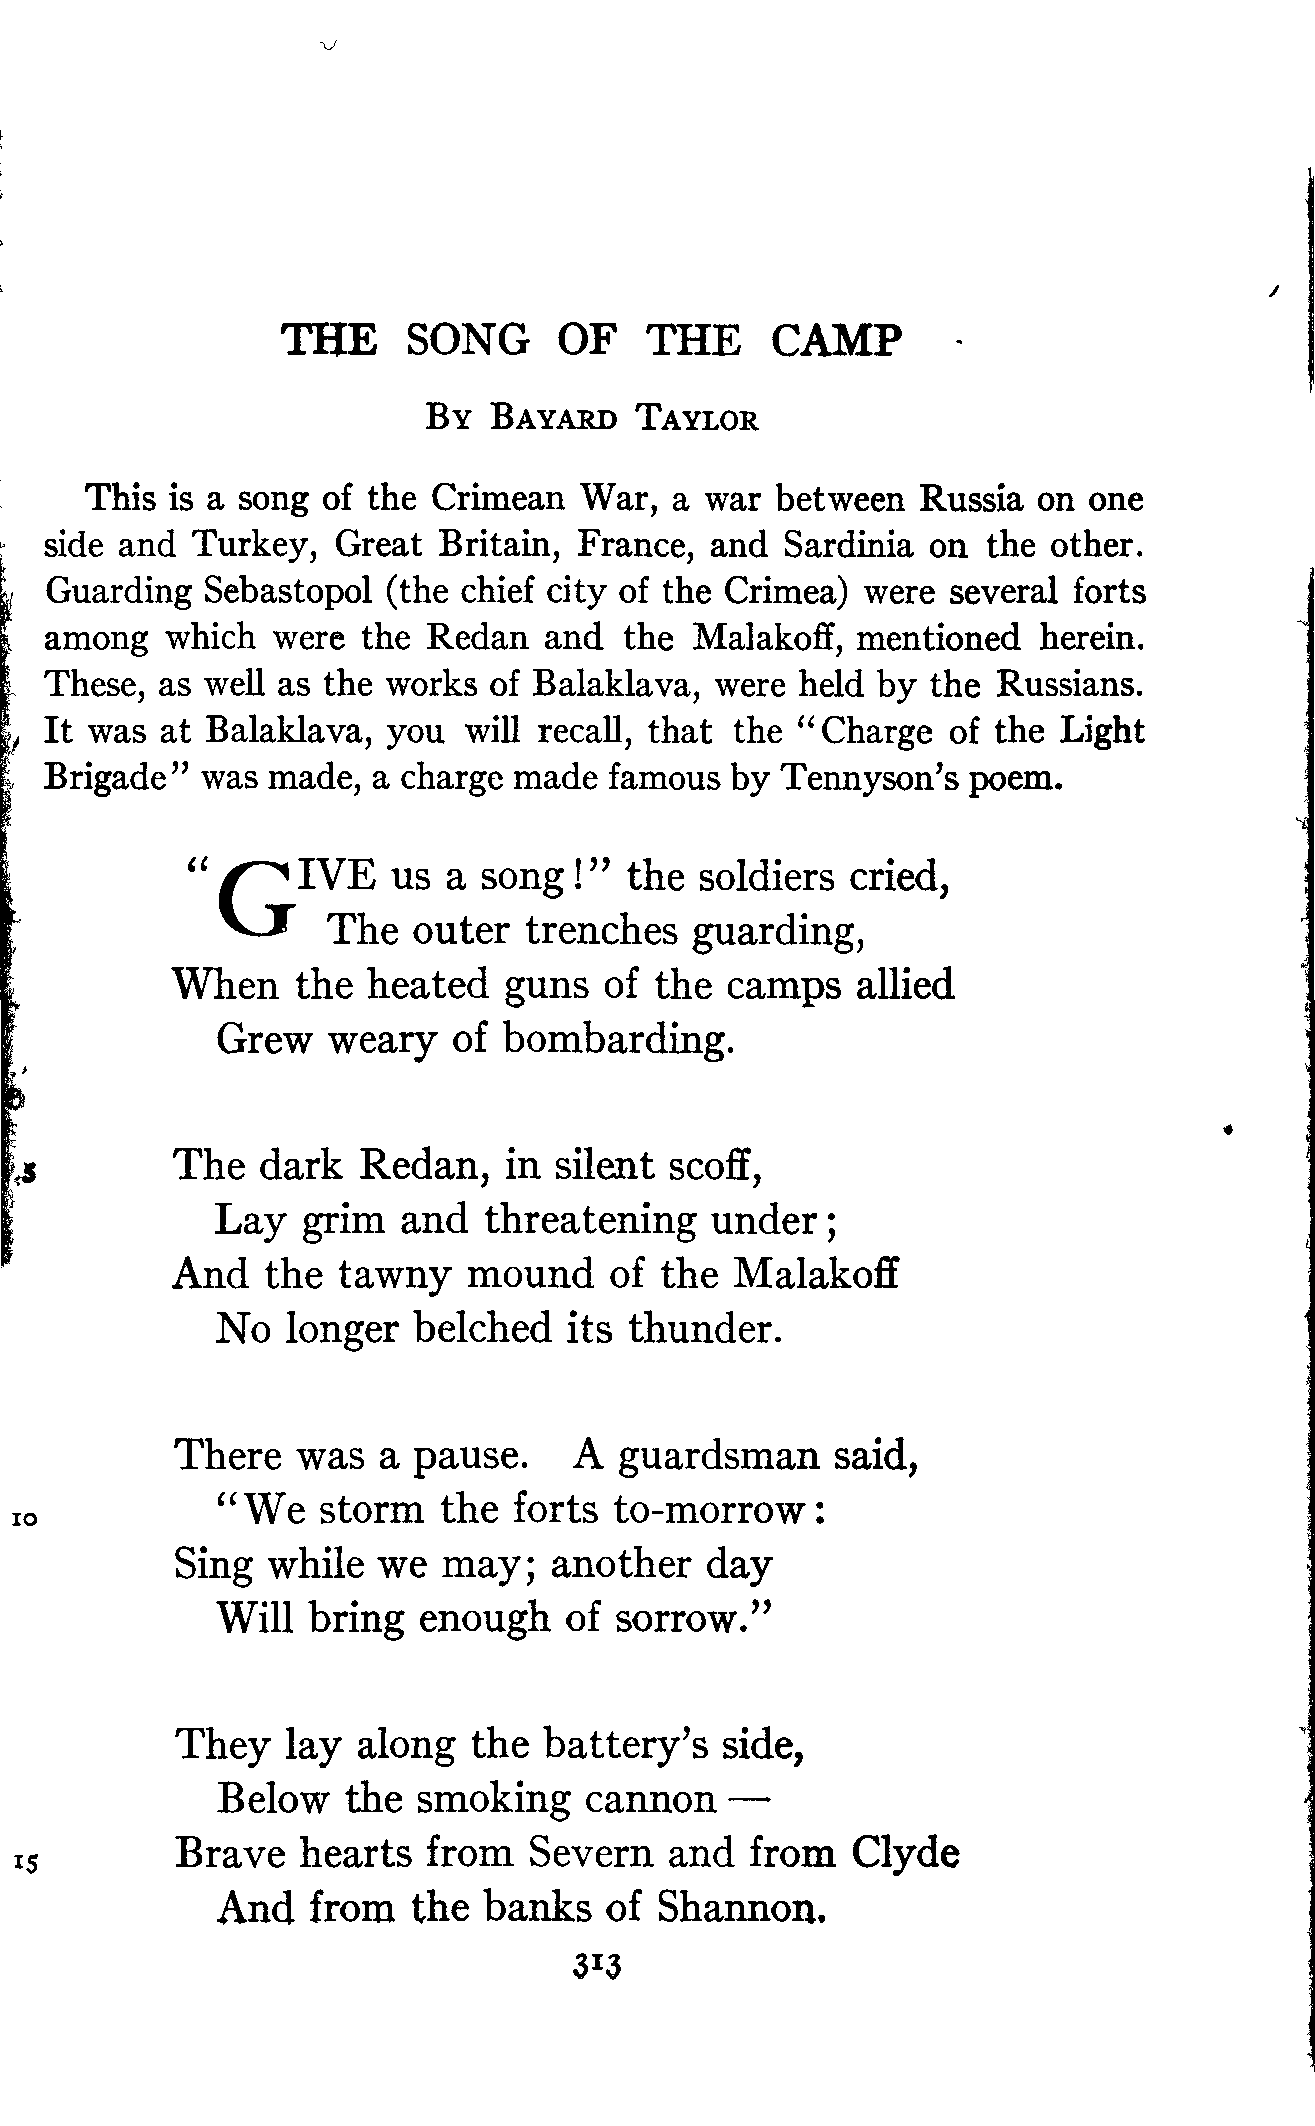 THE SONG OF THE CAMP
BY BAYARD TAYLOR
This is a song of the Crimean War, a war between Russia on one
side and Turkey, Great Britain, France, and Sardinia on the other.
Guarding Sebastopol (the chief city of the Crimea) were several forts
among which were the Redan and the Malakoff, mentioned herein.
These, as well as the works of Balaklava, were held by the Russians.
It was at Balaklava, you will recall, that the "Charge of the Light
Brigade" was made, a charge made famous by Tennyson's poem.
"GIVE us a song!" the soldiers cried,
The outer trenches guarding,
When the heated guns of the camps allied
Grew weary of bombarding.
5 The dark Redan, in silent scoff,
Lay grim and threatening under;
And the tawny mound of the Malakoff
No longer belched its thunder.
There was a pause. A guardsman said,
10 "We storm the forts to-morrow:
Sing while we may; another day
Will bring enough of sorrow."
They lay along the battery's side,
Below the smoking cannon —
15 Brave hearts from Severn and from Clyde
And from the banks of Shannon.
313